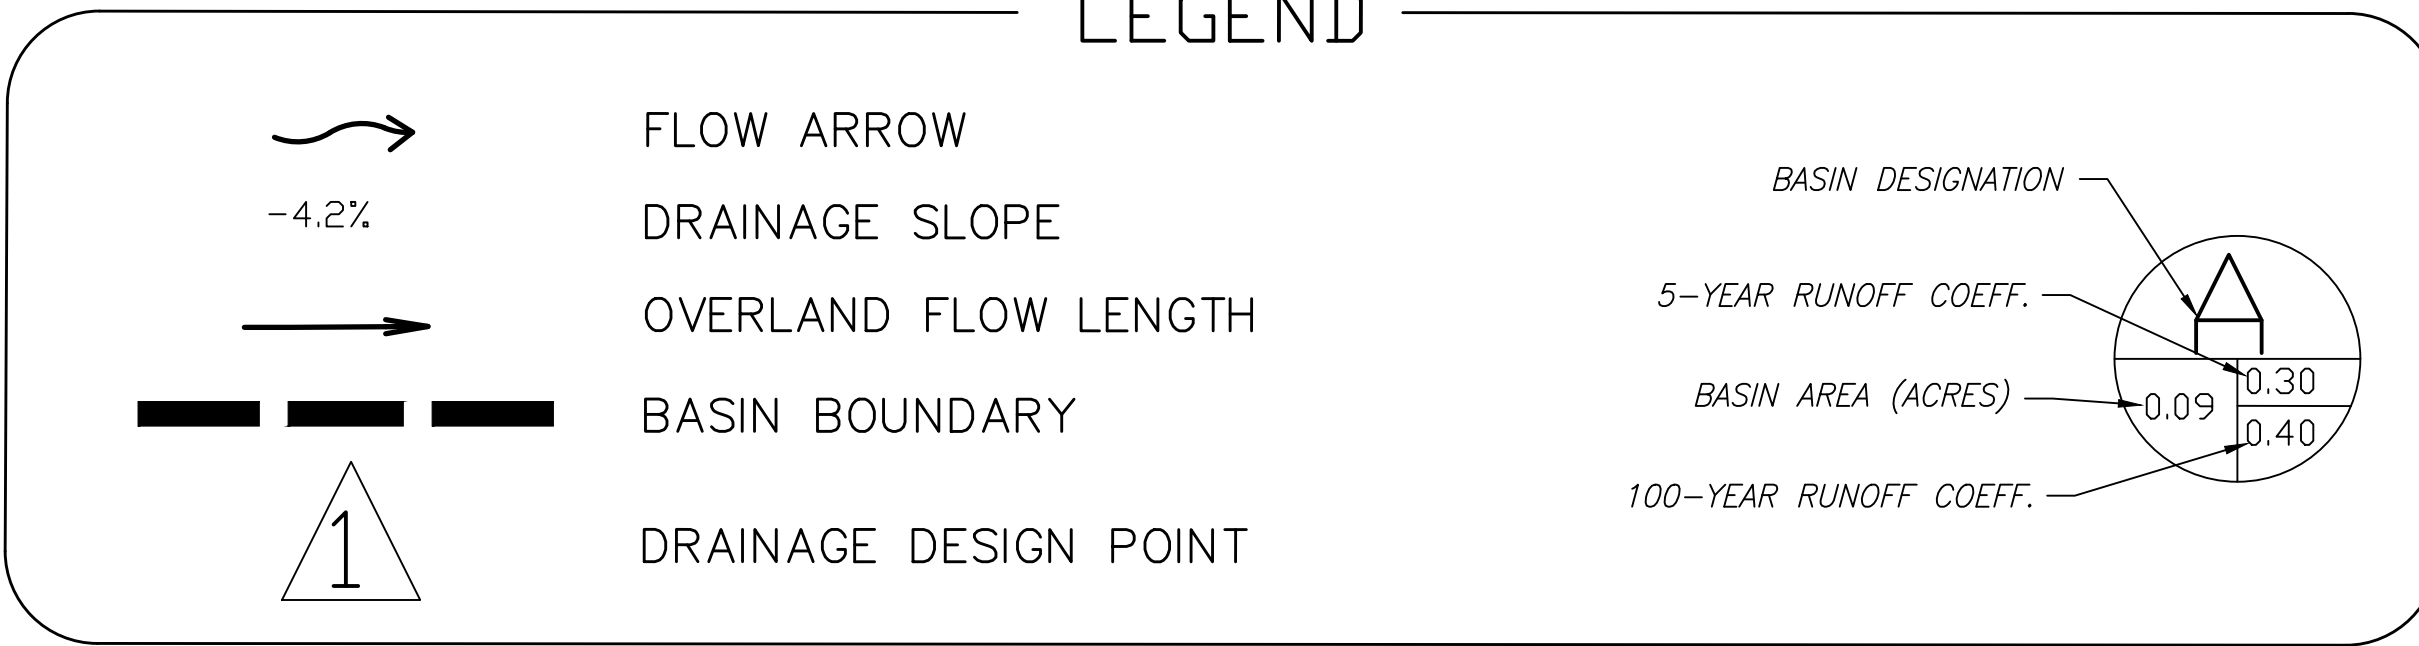 LEGEND
FLOW ARROW
-4.2%
DRAINAGE SLOPE
OVERLAND FLOW LENGTH
BASIN BOUNDARY
1
DRAINAGE DESIGN POINT
BASIN DESIGNATION
A
5-YEAR RUNOFF COEFF.
0.30
BASIN AREA (ACRES)
0.09
0.40
100-YEAR RUNOFF COEFF.